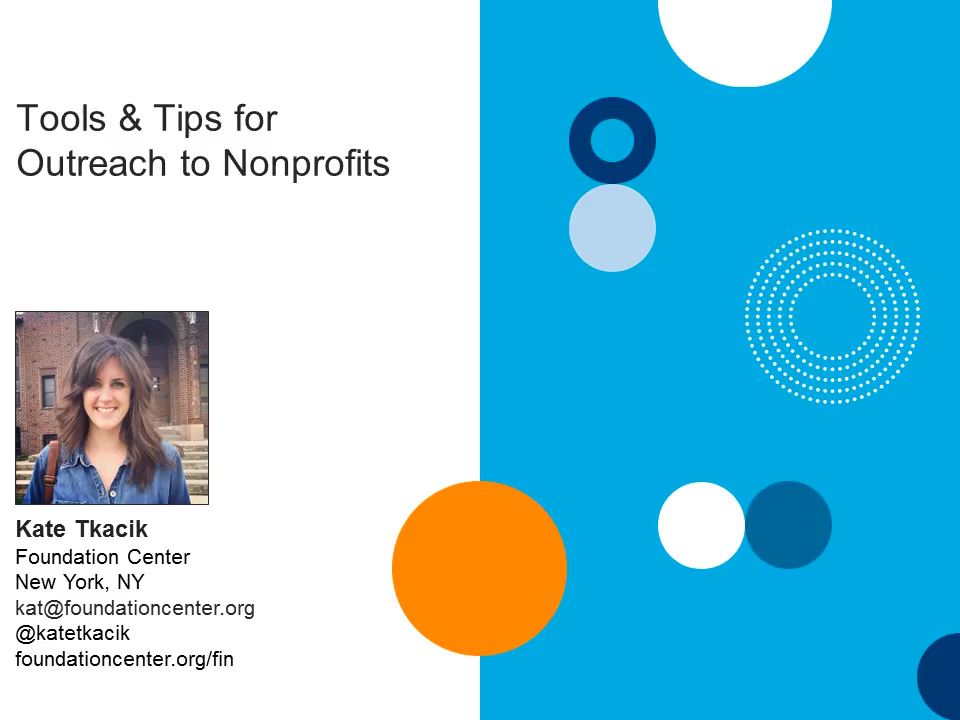 Tools & Tips for
Outreach to Nonprofits
Kate Tkacik
Foundation Center
New York, NY
kat@foundationcenter.org
@katetkacik
foundationcenter.org/fin